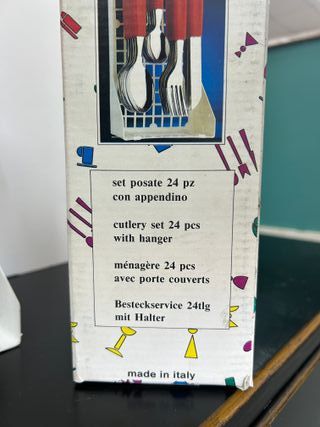 set posate 24 pz
con appendino
cutlery set 24 pcs
with hanger
ménagère 24 pcs
avec porte couverts
Besteckservice 24tlg
mit Halter
made in italy